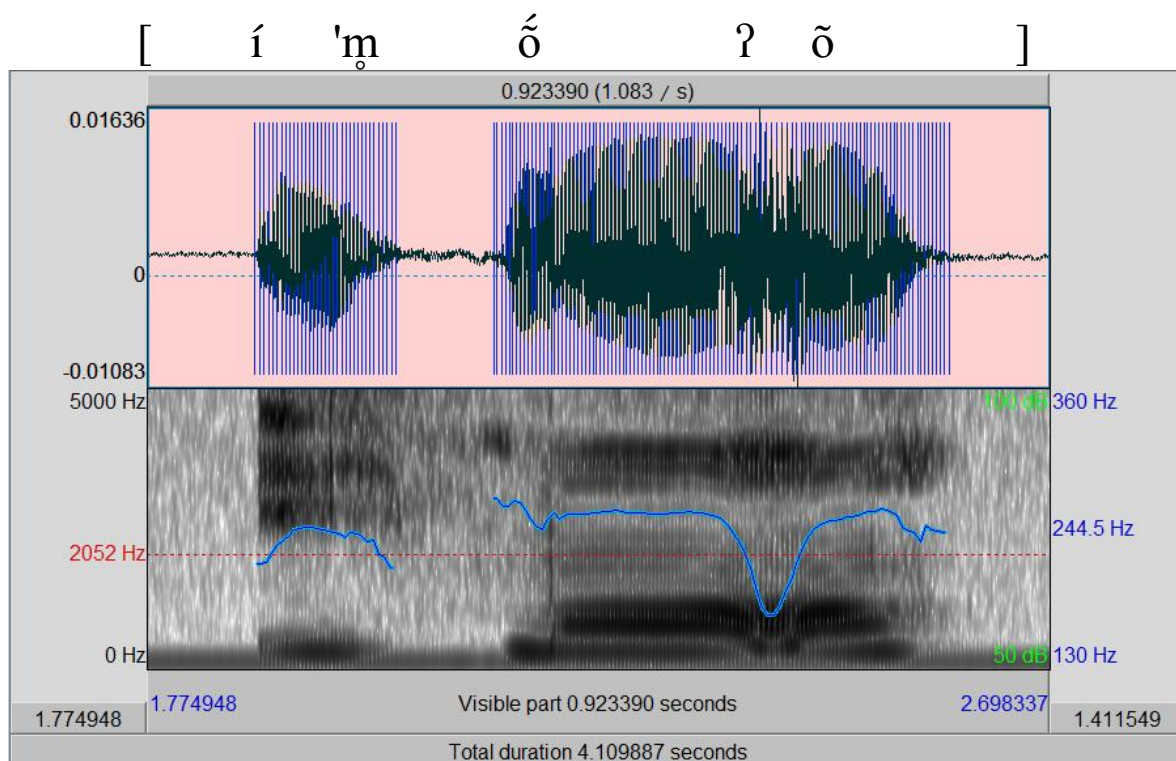 [ í 'm̥ ṍ ʔ õ ]
0.923390 (1.083 / s)
0.01636
0
-0.01083
5000 Hz 100 dB 360 Hz
2052 Hz 244.5 Hz
0 Hz 50 dB 130 Hz
1.774948 Visible part 0.923390 seconds 2.698337
1.774948 1.411549
Total duration 4.109887 seconds